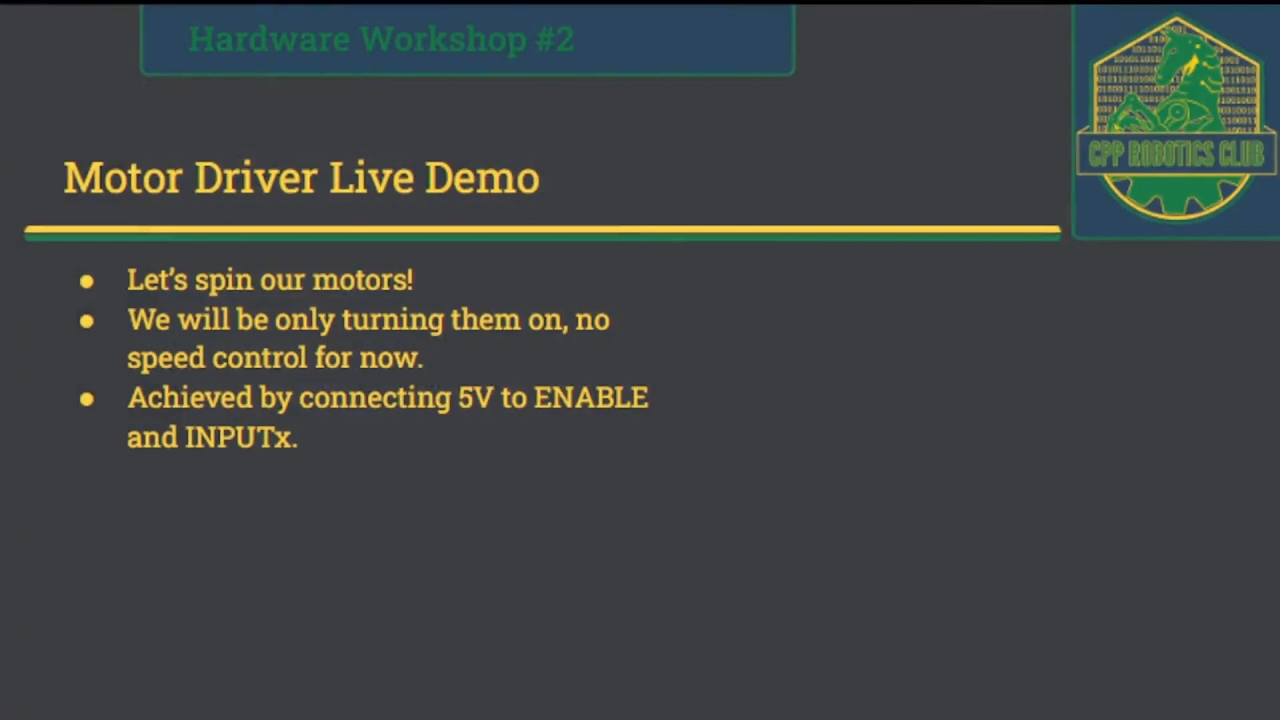 Hardware Workshop #2
CPP ROBOTICS CLUB
Motor Driver Live Demo
● Let's spin our motors!
● We will be only turning them on, no
speed control for now.
● Achieved by connecting 5V to ENABLE
and INPUTx.